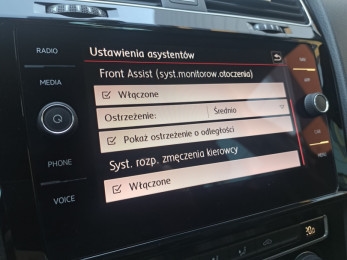 RADIO
MEDIA
PHONE
VOICE
Ustawienia asystentów
Front Assist (syst.monitorow.otoczenia)
Włączone
Ostrzeżenie: Średnio
Pokaż ostrzeżenie o odległości
Syst. rozp. zmęczenia kierowcy
Włączone